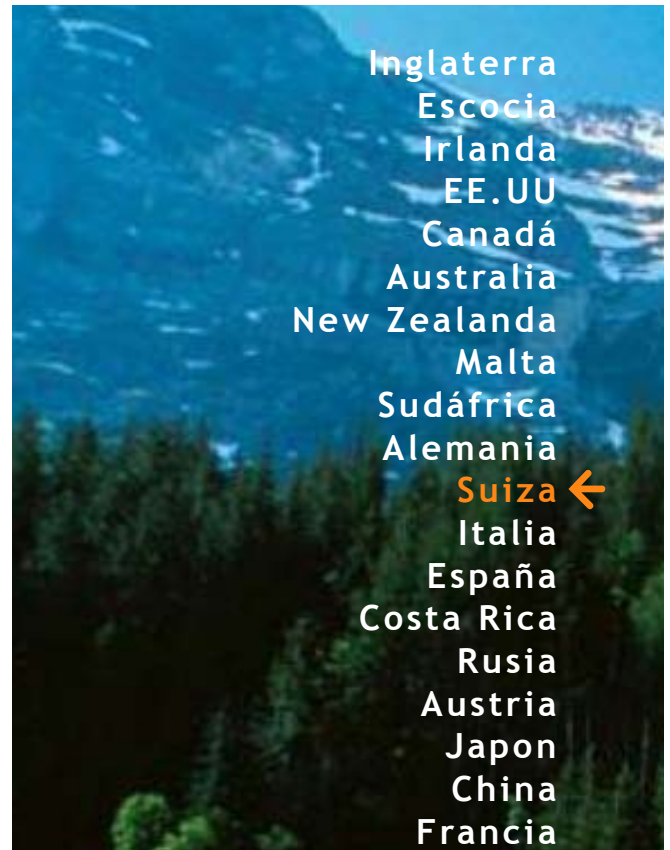 Inglaterra
Escocia
Irlanda
EE.UU
Canadá
Australia
New Zealanda
Malta
Sudáfrica
Alemania
Suiza
Italia
España
Costa Rica
Rusia
Austria
Japon
China
Francia